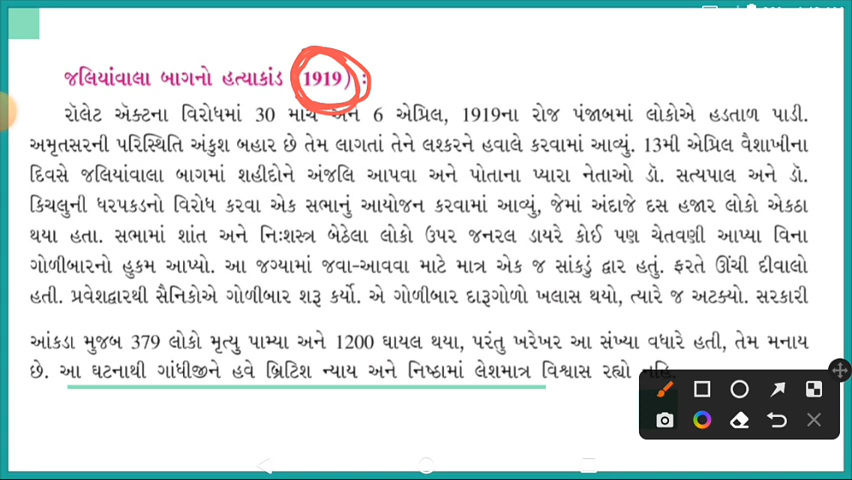 જલિયાંવાલા બાગનો હત્યાકાંડ (1919) :
રૉલેટ ઍક્ટના વિરોધમાં 30 માર્ચ અને 6 એપ્રિલ, 1919ના રોજ પંજાબમાં લોકોએ હડતાળ પાડી.
અમૃતસરની પરિસ્થિતિ અંકુશ બહાર છે તેમ લાગતાં તેને લશ્કરને હવાલે કરવામાં આવ્યું. 13મી એપ્રિલ વૈશાખીના
દિવસે જલિયાંવાલા બાગમાં શહીદોને અંજલિ આપવા અને પોતાના પ્યારા નેતાઓ ડૉ. સત્યપાલ અને ડૉ.
કિચલુની ધરપકડનો વિરોધ કરવા એક સભાનું આયોજન કરવામાં આવ્યું, જેમાં અંદાજે દસ હજાર લોકો એકઠા
થયા હતા. સભામાં શાંત અને નિઃશસ્ત્ર બેઠેલા લોકો ઉપર જનરલ ડાયરે કોઈ પણ ચેતવણી આપ્યા વિના
ગોળીબારનો હુકમ આપ્યો. આ જગ્યામાં જવા-આવવા માટે માત્ર એક જ સાંકડું દ્વાર હતું. ફરતે ઊંચી દીવાલો
હતી. પ્રવેશદ્વારથી સૈનિકોએ ગોળીબાર શરૂ કર્યો. એ ગોળીબાર દારૂગોળો ખલાસ થયો, ત્યારે જ અટક્યો. સરકારી
આંકડા મુજબ 379 લોકો મૃત્યુ પામ્યા અને 1200 ઘાયલ થયા, પરંતુ ખરેખર આ સંખ્યા વધારે હતી, તેમ મનાય
છે. આ ઘટનાથી ગાંધીજીને હવે બ્રિટિશ ન્યાય અને નિષ્ઠામાં લેશમાત્ર વિશ્વાસ રહ્યો નહિ.